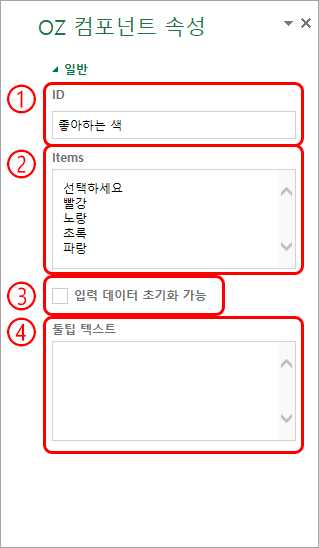 OZ 컴포넌트 속성
일반
① ID
좋아하는 색
② Items
선택하세요
빨강
노랑
초록
파랑
③ 입력 데이터 초기화 가능
④ 툴팁 텍스트